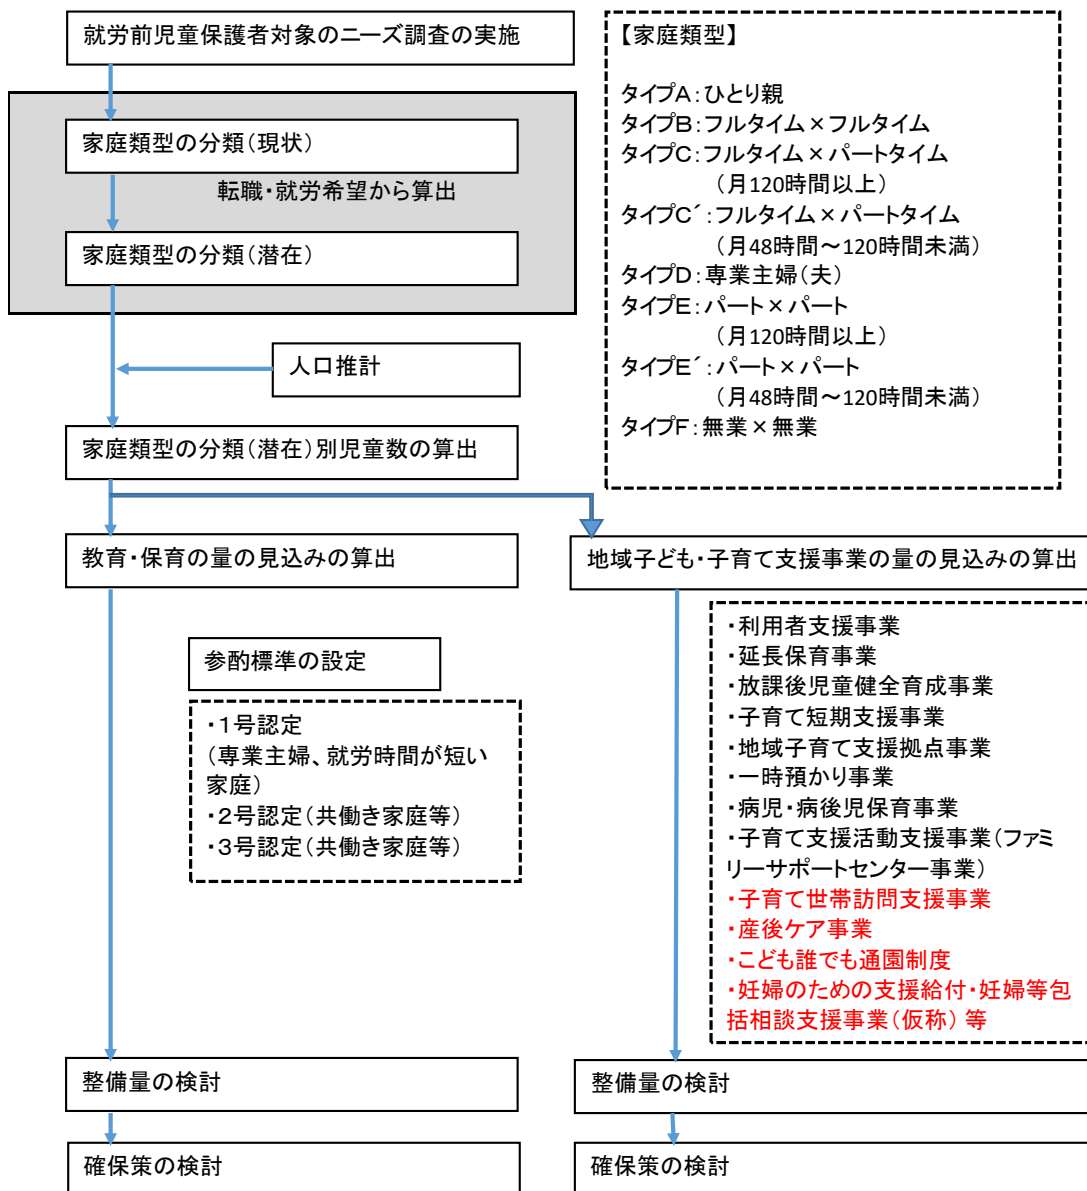 就労前児童保護者対象のニーズ調査の実施
家庭類型の分類(現状)
転職・就労希望から算出
家庭類型の分類(潜在)
人口推計
家庭類型の分類(潜在)別児童数の算出
【家庭類型】
タイプA:ひとり親
タイプB:フルタイム×フルタイム
タイプC:フルタイム×パートタイム
(月120時間以上)
タイプC´:フルタイム×パートタイム
(月48時間~120時間未満)
タイプD:専業主婦(夫)
タイプE:パート×パート
(月120時間以上)
タイプE´:パート×パート
(月48時間~120時間未満)
タイプF:無業×無業
教育・保育の量の見込みの算出
参酌標準の設定
・1号認定
(専業主婦、就労時間が短い
家庭)
・2号認定(共働き家庭等)
・3号認定(共働き家庭等)
整備量の検討
確保策の検討
地域子ども・子育て支援事業の量の見込みの算出
・利用者支援事業
・延長保育事業
・放課後児童健全育成事業
・子育て短期支援事業
・地域子育て支援拠点事業
・一時預かり事業
・病児・病後児保育事業
・子育て支援活動支援事業(ファミ
リーサポートセンター事業)
・子育て世帯訪問支援事業
・産後ケア事業
・こども誰でも通園制度
・妊婦のための支援給付・妊婦等包
括相談支援事業(仮称) 等
整備量の検討
確保策の検討